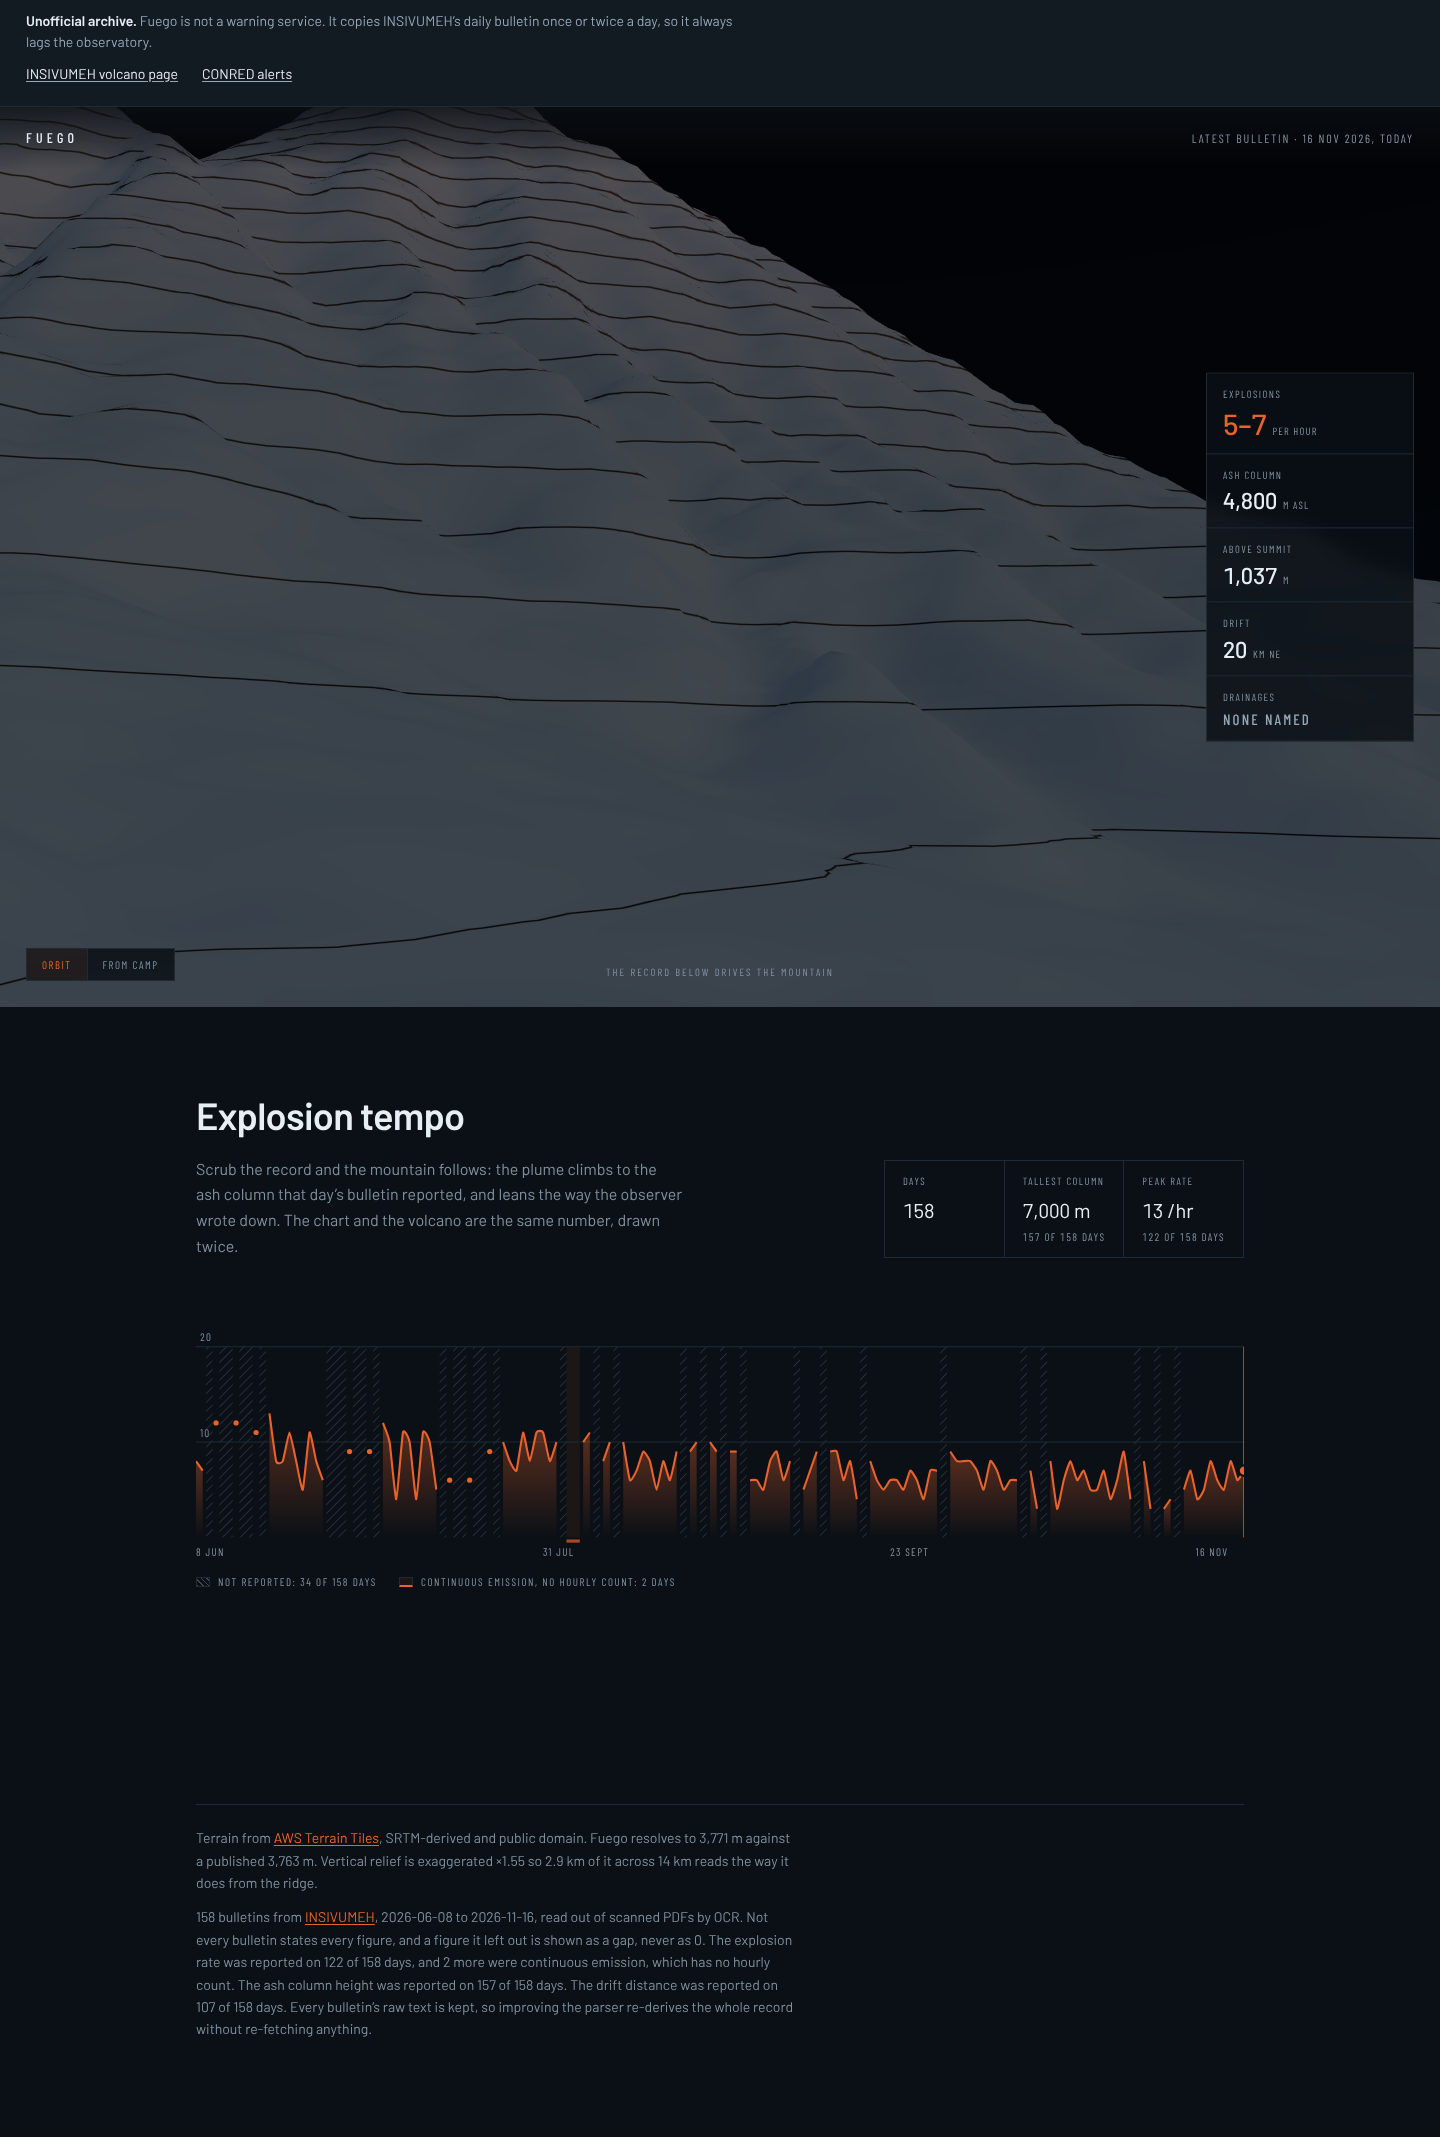 Unofficial archive. Fuego is not a warning service. It copies INSIVUMEH’s daily bulletin once or twice a day, so it always
lags the observatory.
INSIVUMEH volcano page CONRED alerts
FUEGO
LATEST BULLETIN · 16 NOV 2026, TODAY
EXPLOSIONS
5–7 PER HOUR
ASH COLUMN
4,800 M ASL
ABOVE SUMMIT
1,037 M
DRIFT
20 KM NE
DRAINAGES
NONE NAMED
ORBIT FROM CAMP
THE RECORD BELOW DRIVES THE MOUNTAIN
Explosion tempo
Scrub the record and the mountain follows: the plume climbs to the
ash column that day’s bulletin reported, and leans the way the observer
wrote down. The chart and the volcano are the same number, drawn
twice.
DAYS
158
TALLEST COLUMN
7,000 m
157 OF 158 DAYS
PEAK RATE
13 /hr
122 OF 158 DAYS
20
10
8 JUN 31 JUL 23 SEPT 16 NOV
NOT REPORTED: 34 OF 158 DAYS CONTINUOUS EMISSION, NO HOURLY COUNT: 2 DAYS
Terrain from AWS Terrain Tiles, SRTM-derived and public domain. Fuego resolves to 3,771 m against
a published 3,763 m. Vertical relief is exaggerated ×1.55 so 2.9 km of it across 14 km reads the way it
does from the ridge.
158 bulletins from INSIVUMEH, 2026-06-08 to 2026-11-16, read out of scanned PDFs by OCR. Not
every bulletin states every figure, and a figure it left out is shown as a gap, never as 0. The explosion
rate was reported on 122 of 158 days, and 2 more were continuous emission, which has no hourly
count. The ash column height was reported on 157 of 158 days. The drift distance was reported on
107 of 158 days. Every bulletin’s raw text is kept, so improving the parser re-derives the whole record
without re-fetching anything.